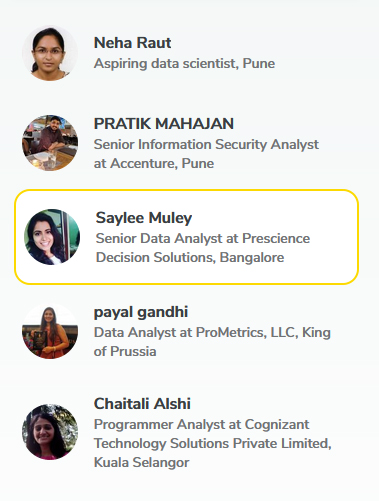 Neha Raut
Aspiring data scientist, Pune
PRATIK MAHAJAN
Senior Information Security Analyst
at Accenture, Pune
Saylee Muley
Senior Data Analyst at Prescience
Decision Solutions, Bangalore
payal gandhi
Data Analyst at ProMetrics, LLC, King
of Prussia
Chaitali Alshi
Programmer Analyst at Cognizant
Technology Solutions Private Limited,
Kuala Selangor